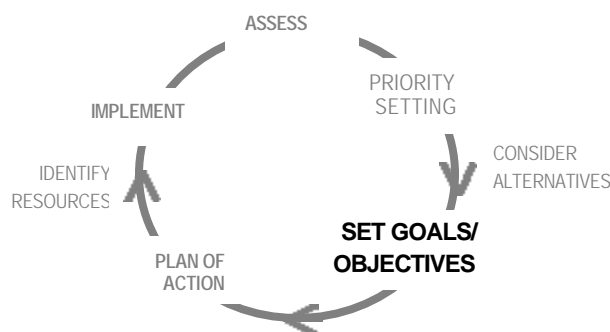 ASSESS
PRIORITY
SETTING
CONSIDER
ALTERNATIVES
SET GOALS/
OBJECTIVES
PLAN OF
ACTION
IDENTIFY
RESOURCES
IMPLEMENT